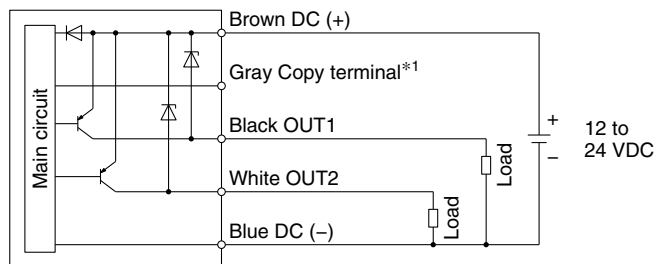 Brown DC (+)
Gray Copy terminal*1
Main circuit
Black OUT1
+
12 to
24 VDC
−
Load
White OUT2
Load
Blue DC (−)